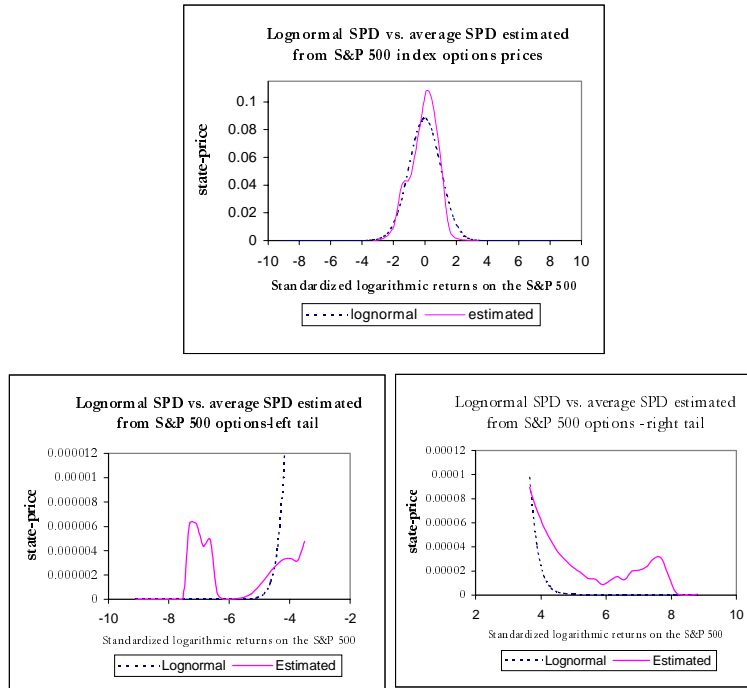 Lognormal SPD vs. average SPD estimated
from S&P 500 index options prices
state-price
0.1
0.08
0.06
0.04
0.02
0
-10 -8 -6 -4 -2 0 2 4 6 8 10
Standardized logarithmic returns on the S&P 500
lognormal estimated
Lognormal SPD vs. average SPD estimated
from S&P 500 options-left tail
state-price
0.000012
0.00001
0.000008
0.000006
0.000004
0.000002
0
-10 -8 -6 -4 -2
Standardized logarithmic returns on the S&P 500
Lognormal Estimated
Lognormal SPD vs. average SPD estimated
from S&P 500 options -right tail
state-price
0.00012
0.0001
0.00008
0.00006
0.00004
0.00002
0
2 4 6 8 10
Standardized logarithmic returns on the S&P 500
Lognormal Estimated